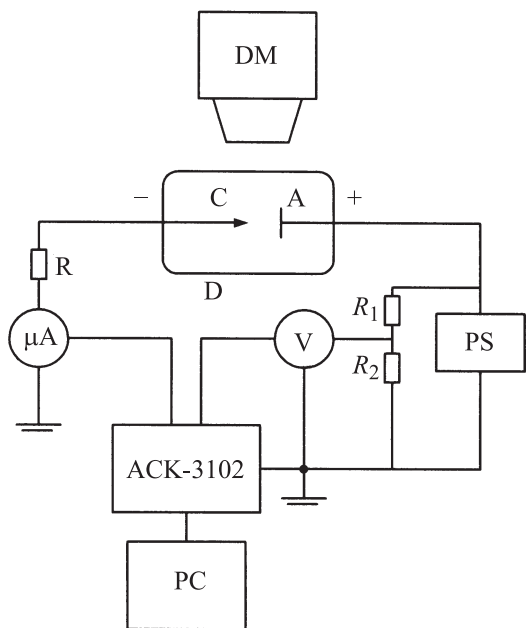 DM
− C A +
R
D
R1
µA
V
PS
R2
ACK-3102
PC